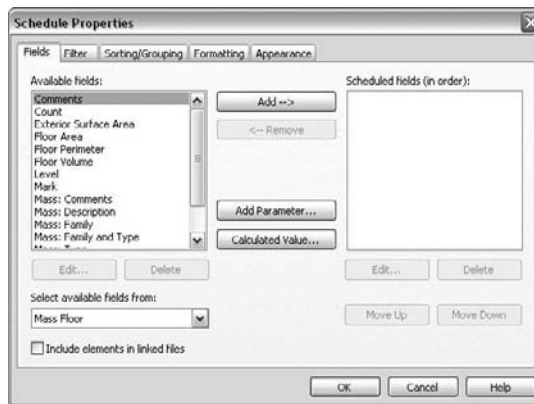 Schedule Properties
Fields Filter Sorting/Grouping Formatting Appearance
Available fields:
Scheduled fields (in order):
Comments
Count
Exterior Surface Area
Floor Area
Floor Perimeter
Floor Volume
Level
Mark
Mass: Comments
Mass: Description
Mass: Family
Mass: Family and Type
Add -->
<-- Remove
Add Parameter...
Calculated Value...
Edit... Delete
Edit... Delete
Select available fields from:
Mass Floor
Move Up Move Down
Include elements in linked files
OK Cancel Help